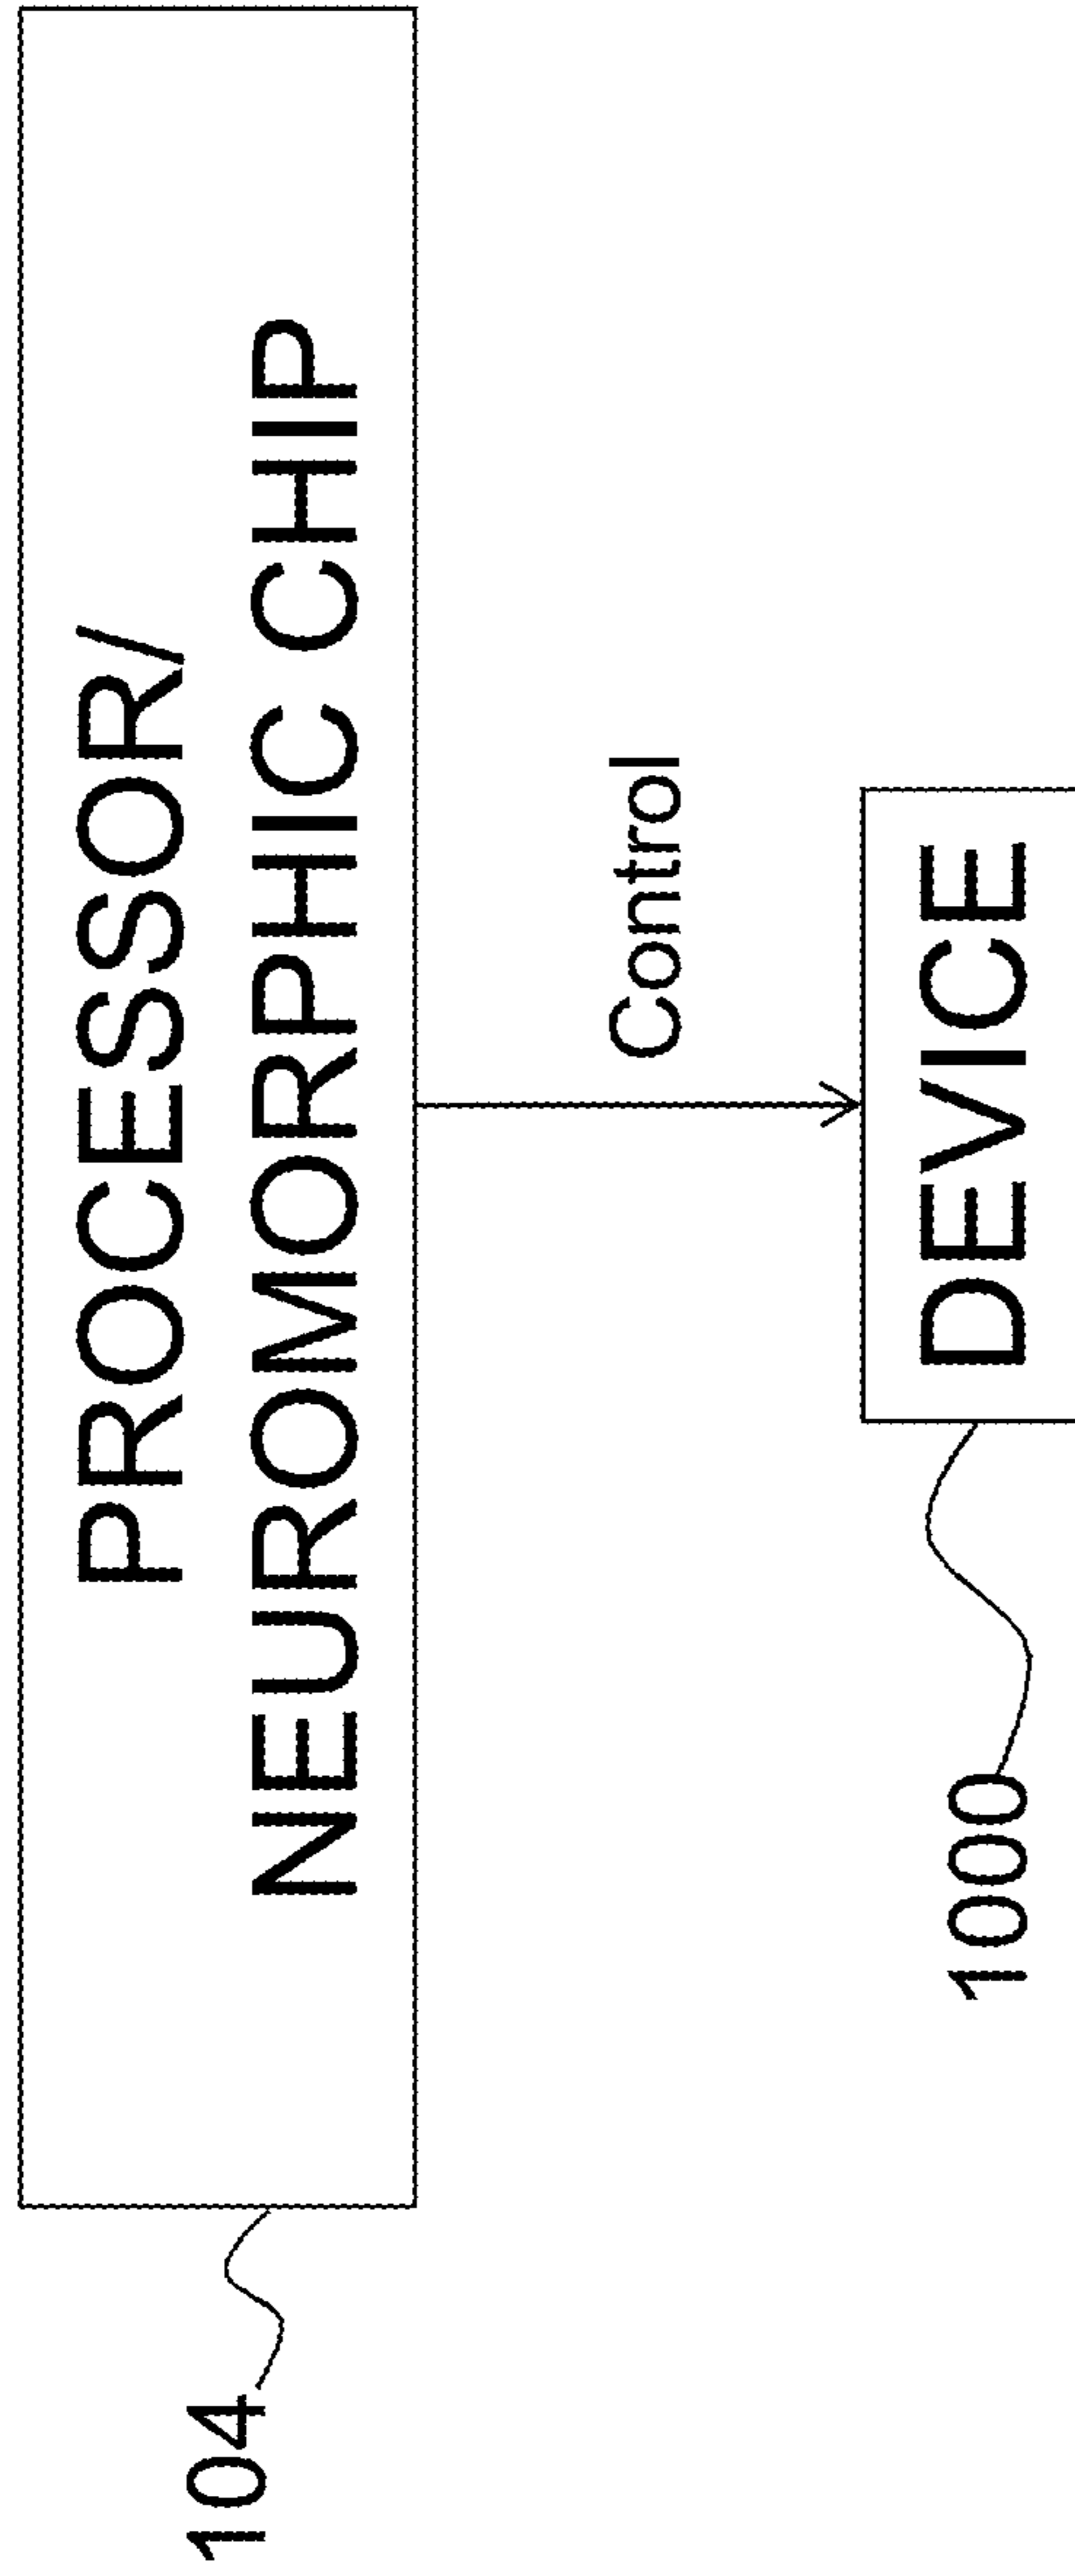 104
PROCESSOR/
NEUROMORPHIC CHIP
Control
1000
DEVICE